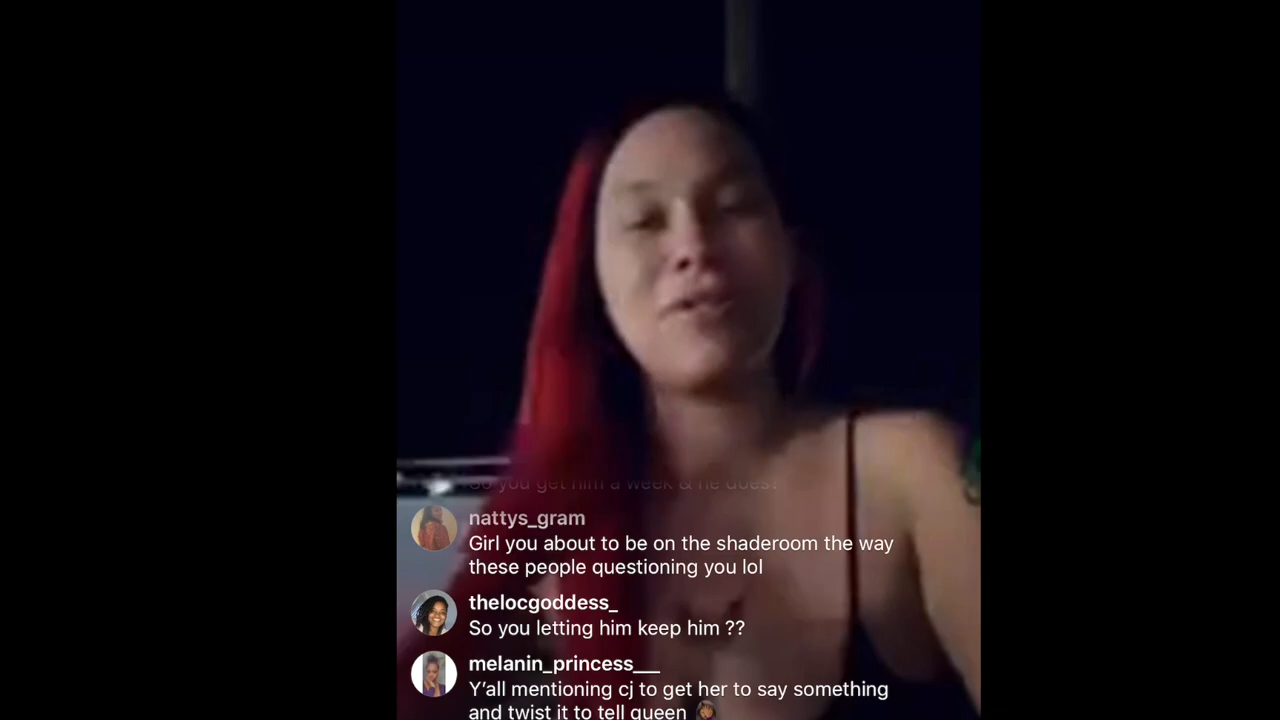 So you get him a week & he does?
nattys_gram
Girl you about to be on the shaderoom the way
these people questioning you lol
thelocgoddess_
So you letting him keep him ??
melanin_princess___
Y’all mentioning cj to get her to say something
and twist it to tell queen